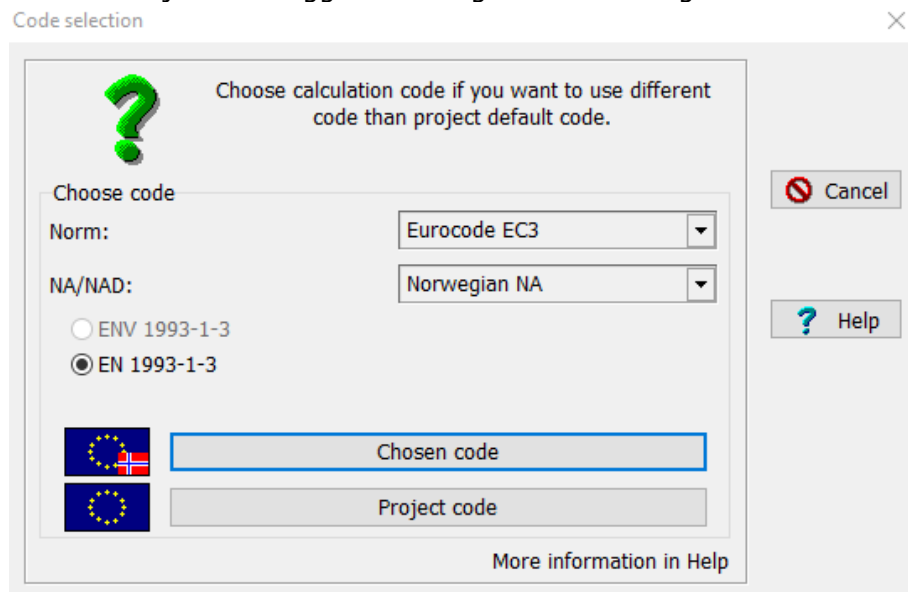 Code selection
Choose calculation code if you want to use different
code than project default code.
Choose code
Norm:
Eurocode EC3
NA/NAD:
Norwegian NA
ENV 1993-1-3
EN 1993-1-3
Chosen code
Project code
More information in Help
Cancel
Help